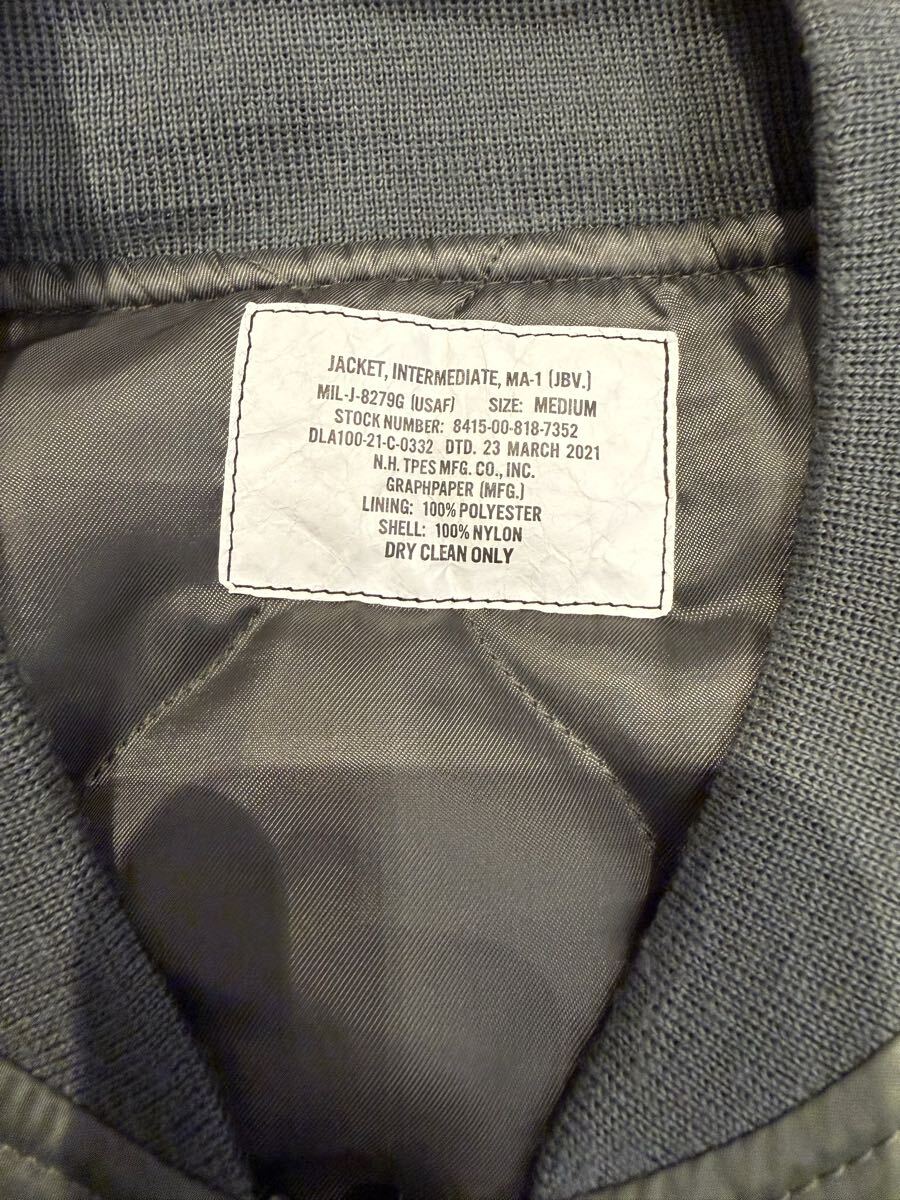 JACKET, INTERMEDIATE, MA-1 (JBV.)
MIL-J-8279G (USAF) SIZE: MEDIUM
STOCK NUMBER: 8415-00-818-7352
DLA100-21-C-0332 DTD. 23 MARCH 2021
N.H. TPES MFG. CO., INC.
GRAPHPAPER (MFG.)
LINING: 100% POLYESTER
SHELL: 100% NYLON
DRY CLEAN ONLY